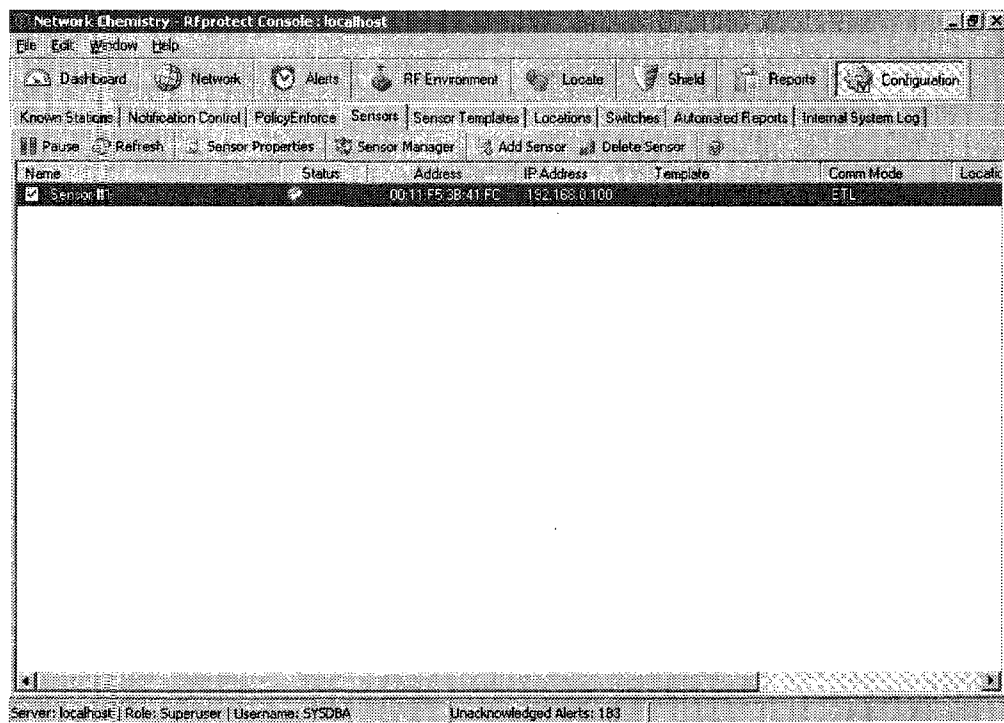 Network Chemistry - Rfprotect Console : localhost
File Edit Window Help
Dashboard Network Alerts RF Environment Locate Shield Reports Configuration
Known Stations Notification Control PolicyEnforce Sensors Sensor Templates Locations Switches Automated Reports Internal System Log
Pause Refresh Sensor Properties Sensor Manager Add Sensor Delete Sensor
Name Status Address IP Address Template Comm Mode Locatic
Sensor 00:11:F5:3B:41:FC 192.168.0.100 ETL
Server: localhost Role: Superuser Username: SYSDBA Unacknowledged Alerts: 183